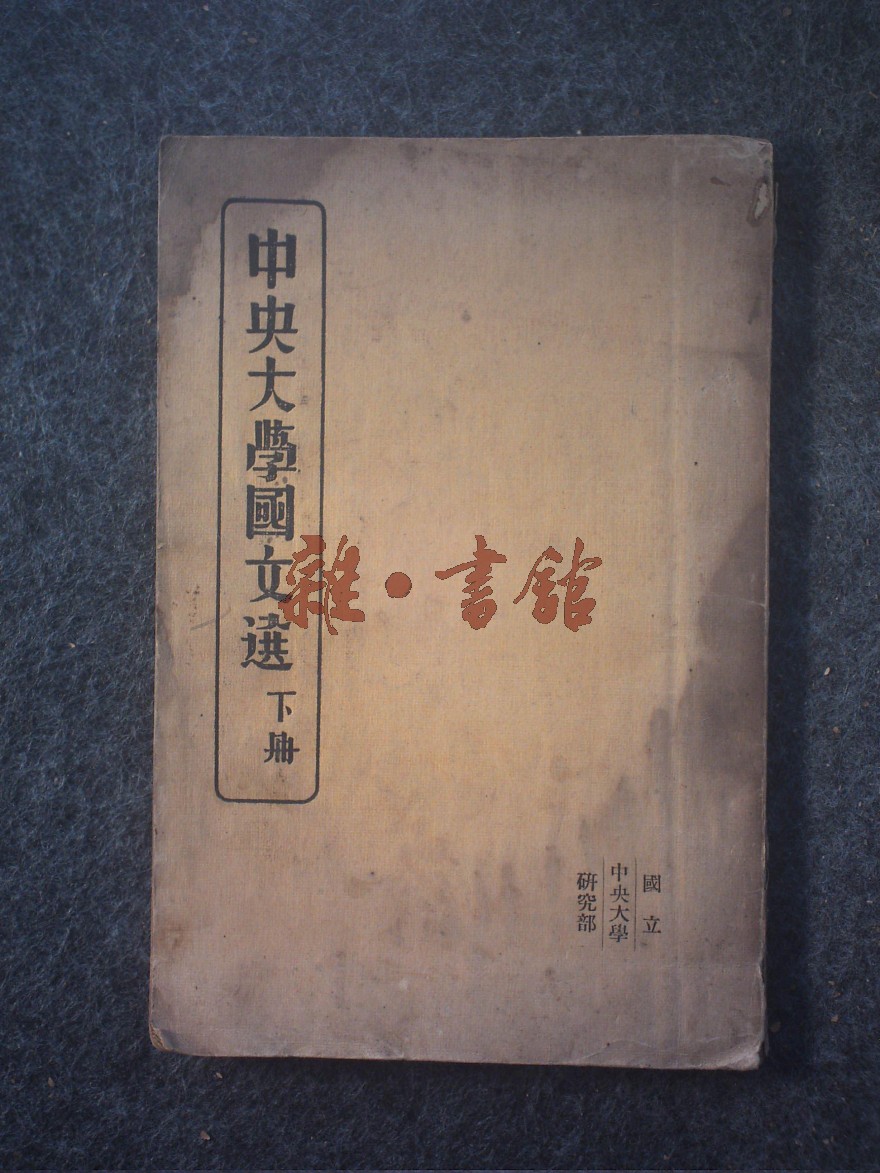 中央大學國文選 下冊
國立
中央大學
研究部
雜·書館